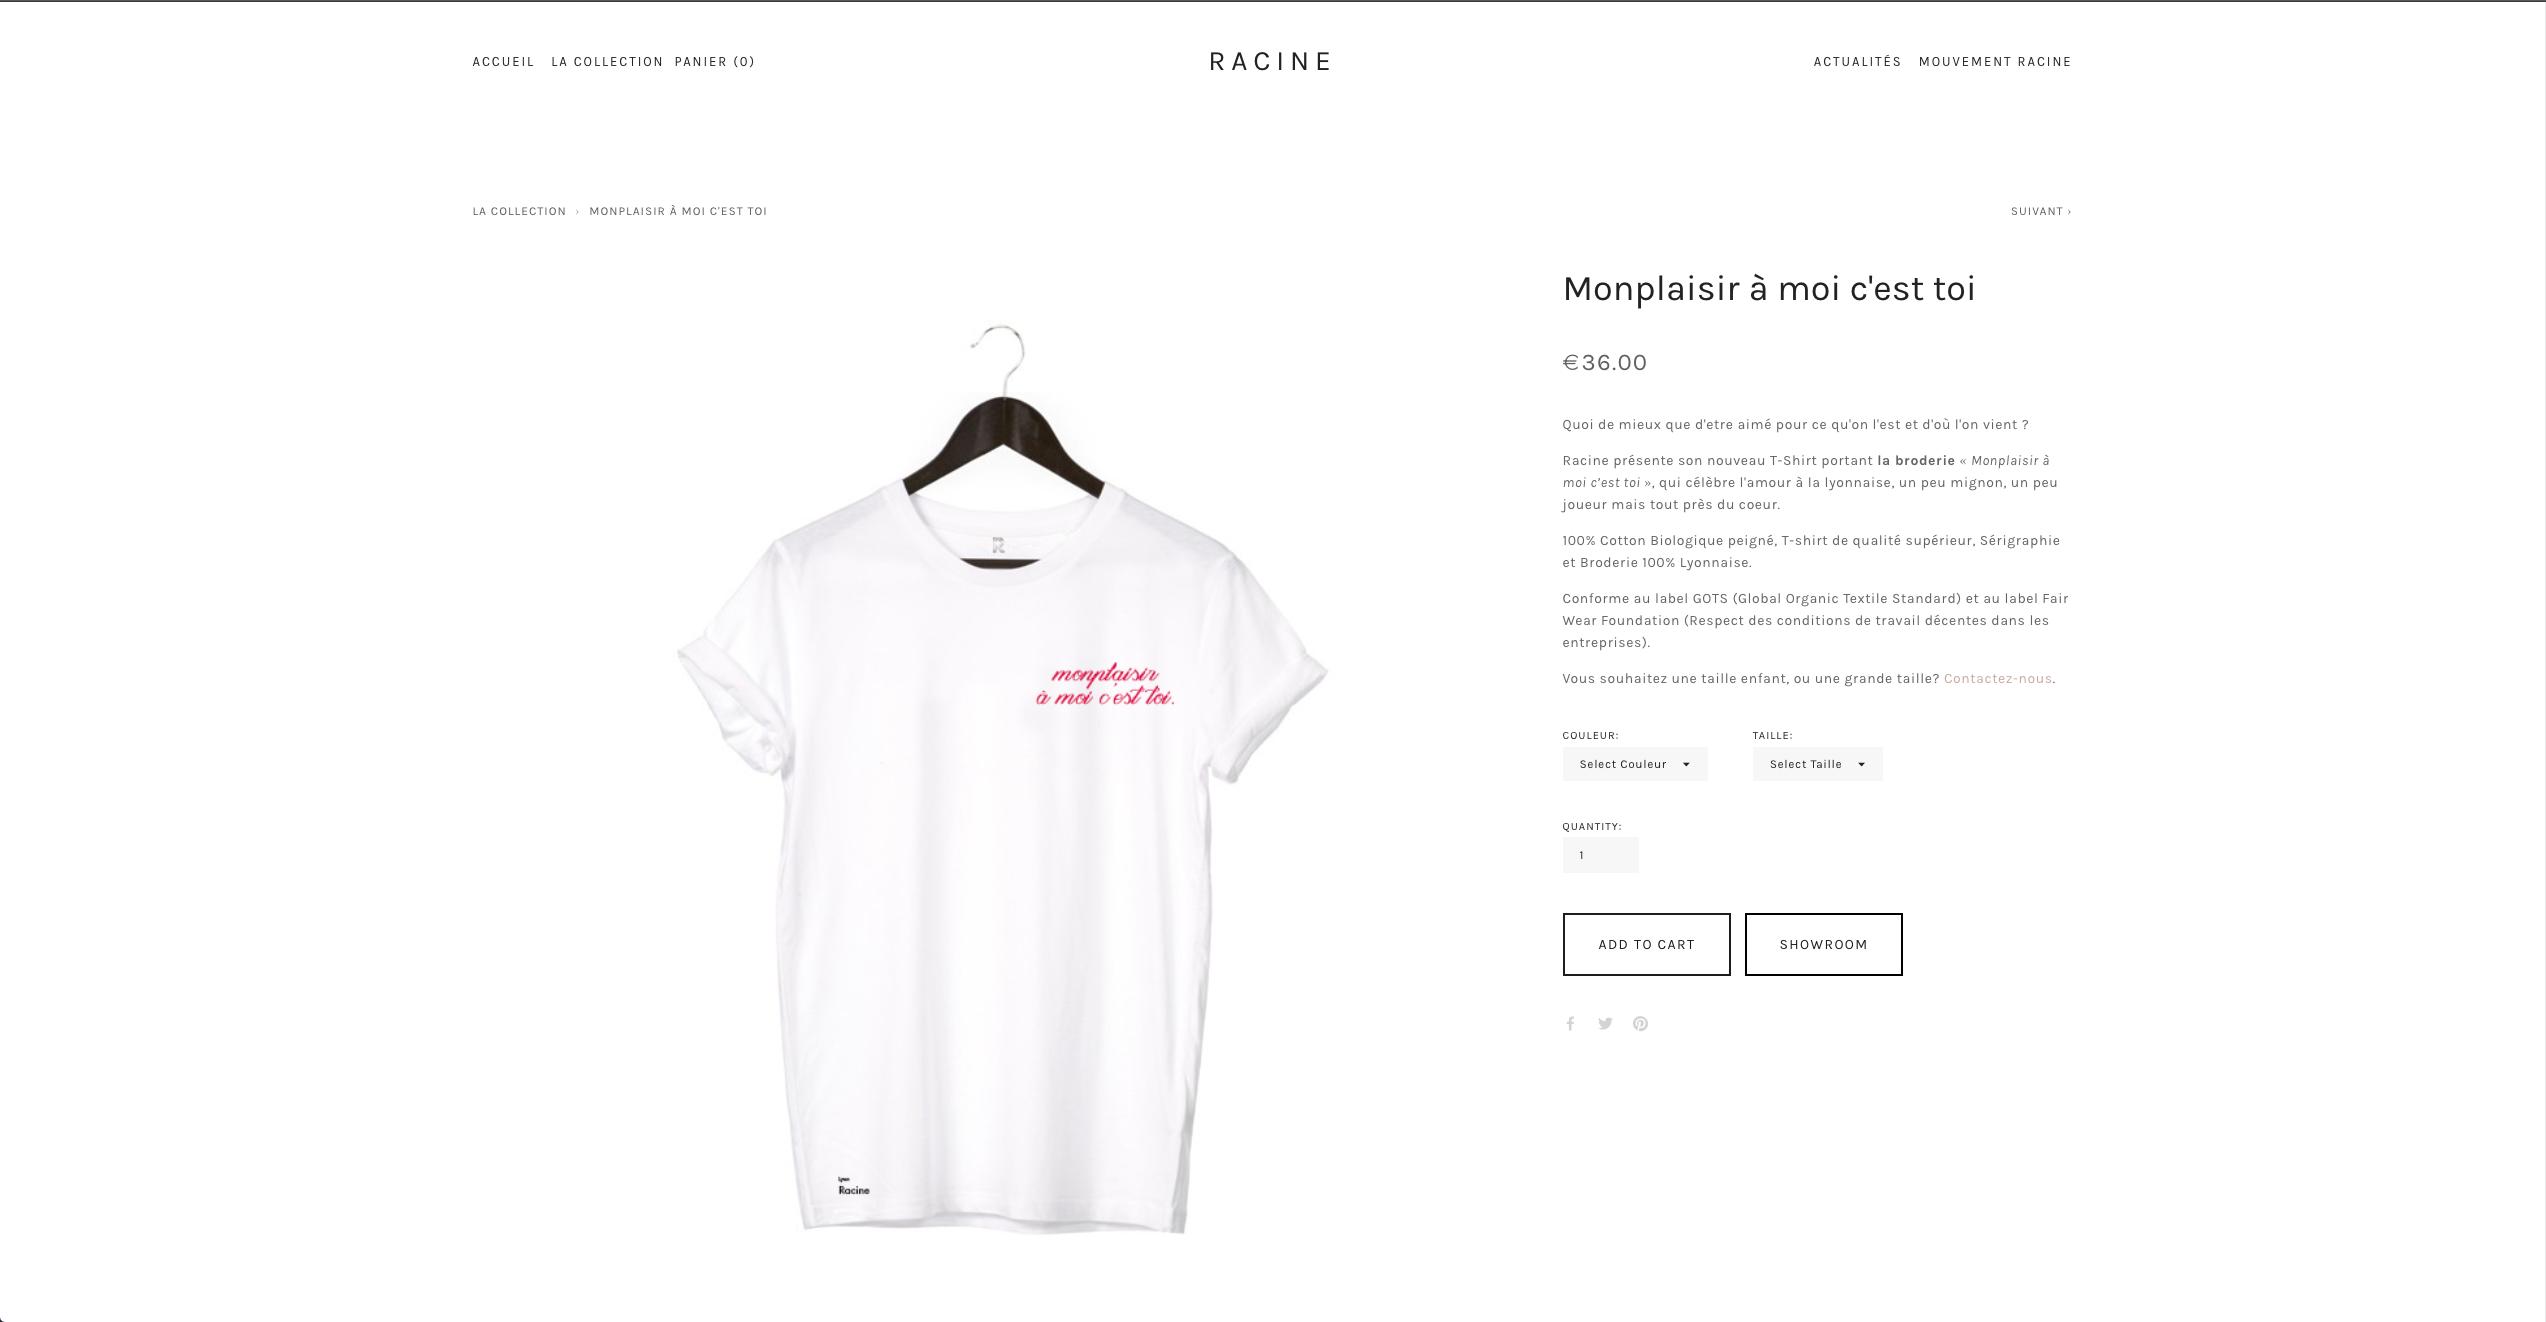 ACCUEIL LA COLLECTION PANIER (0)
RACINE
ACTUALITÉS MOUVEMENT RACINE
LA COLLECTION › MONPLAISIR À MOI C'EST TOI
SUIVANT ›
monplaisir
à moi c'est toi.
Lyon
Racine
Monplaisir à moi c'est toi
€36.00
Quoi de mieux que d'etre aimé pour ce qu'on l'est et d'où l'on vient ?
Racine présente son nouveau T-Shirt portant la broderie « Monplaisir à
moi c'est toi », qui célèbre l'amour à la lyonnaise, un peu mignon, un peu
joueur mais tout près du coeur.
100% Cotton Biologique peigné, T-shirt de qualité supérieur, Sérigraphie
et Broderie 100% Lyonnaise.
Conforme au label GOTS (Global Organic Textile Standard) et au label Fair
Wear Foundation (Respect des conditions de travail décentes dans les
entreprises).
Vous souhaitez une taille enfant, ou une grande taille? Contactez-nous.
COULEUR: TAILLE:
Select Couleur Select Taille
QUANTITY:
1
ADD TO CART SHOWROOM